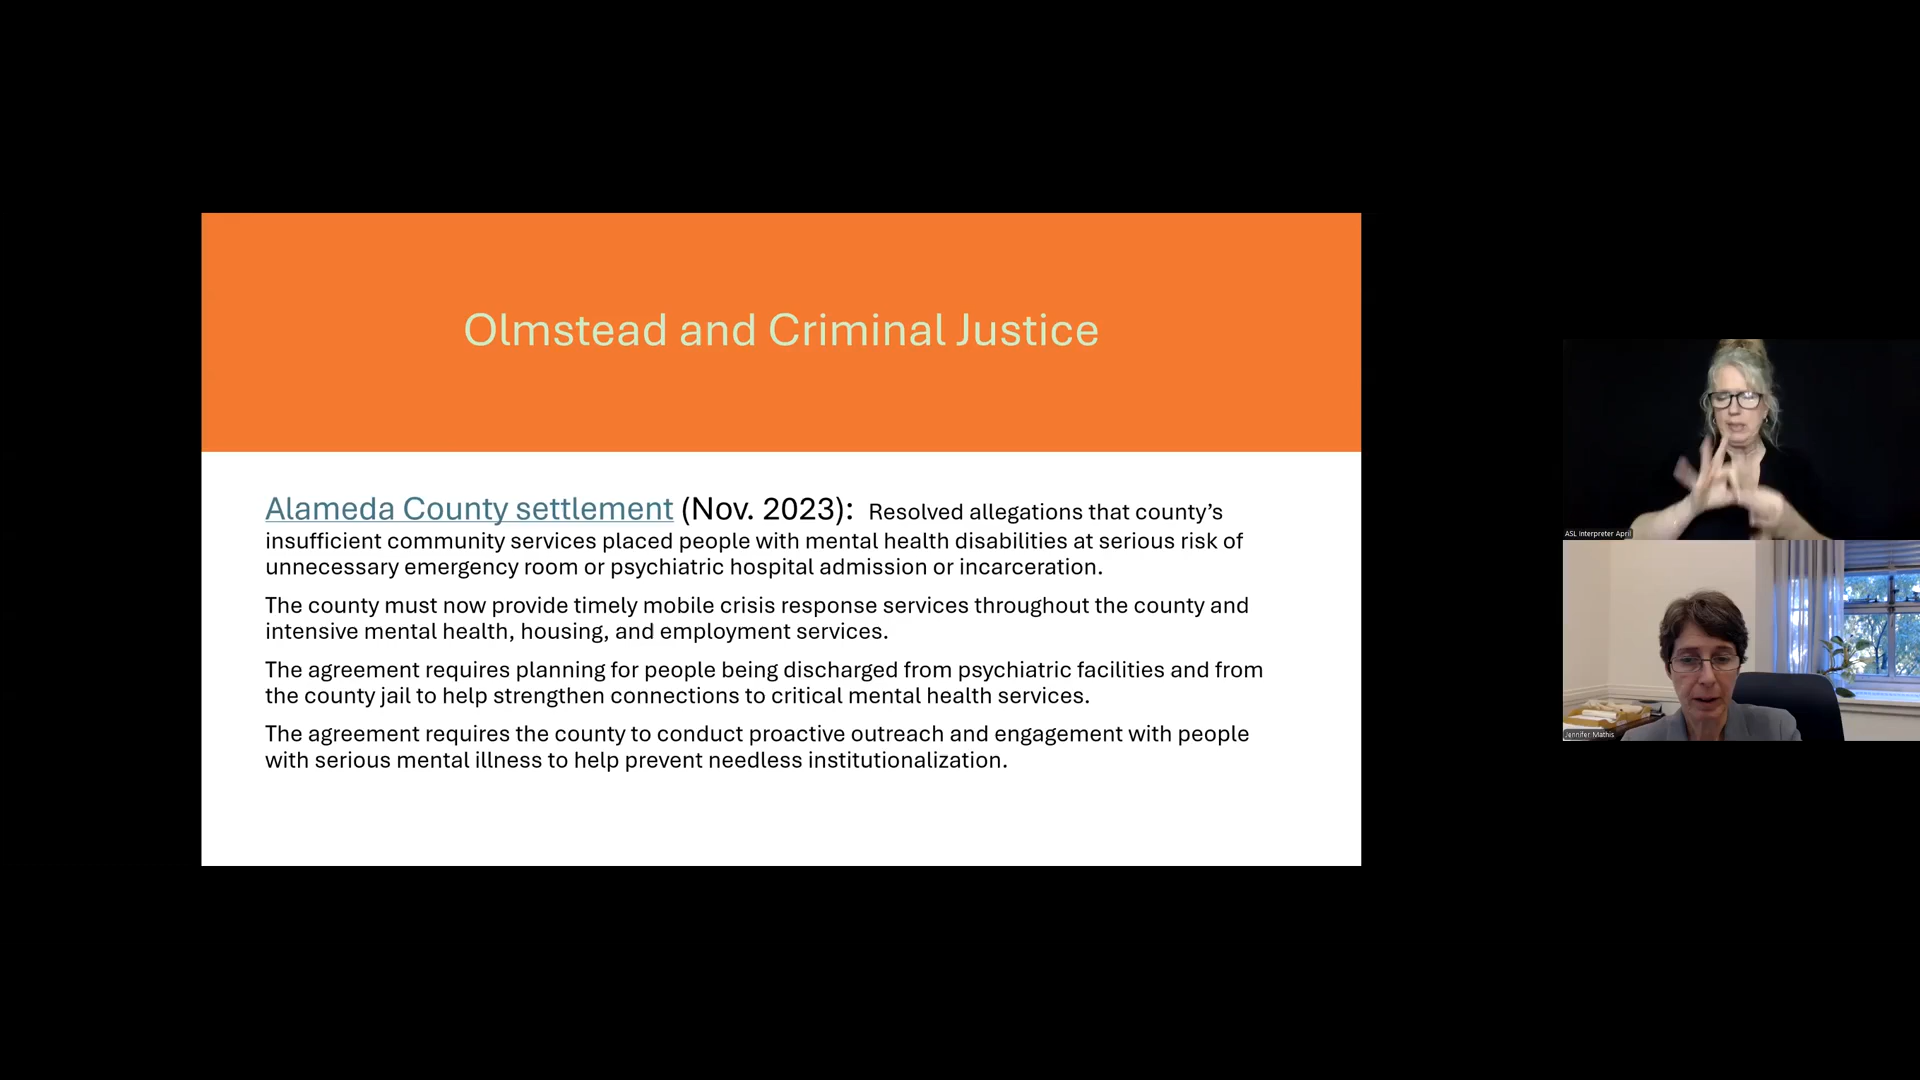 Olmstead and Criminal Justice
Alameda County settlement (Nov. 2023): Resolved allegations that county’s
insufficient community services placed people with mental health disabilities at serious risk of
unnecessary emergency room or psychiatric hospital admission or incarceration.
The county must now provide timely mobile crisis response services throughout the county and
intensive mental health, housing, and employment services.
The agreement requires planning for people being discharged from psychiatric facilities and from
the county jail to help strengthen connections to critical mental health services.
The agreement requires the county to conduct proactive outreach and engagement with people
with serious mental illness to help prevent needless institutionalization.
ASL Interpreter April
Jennifer Mathis